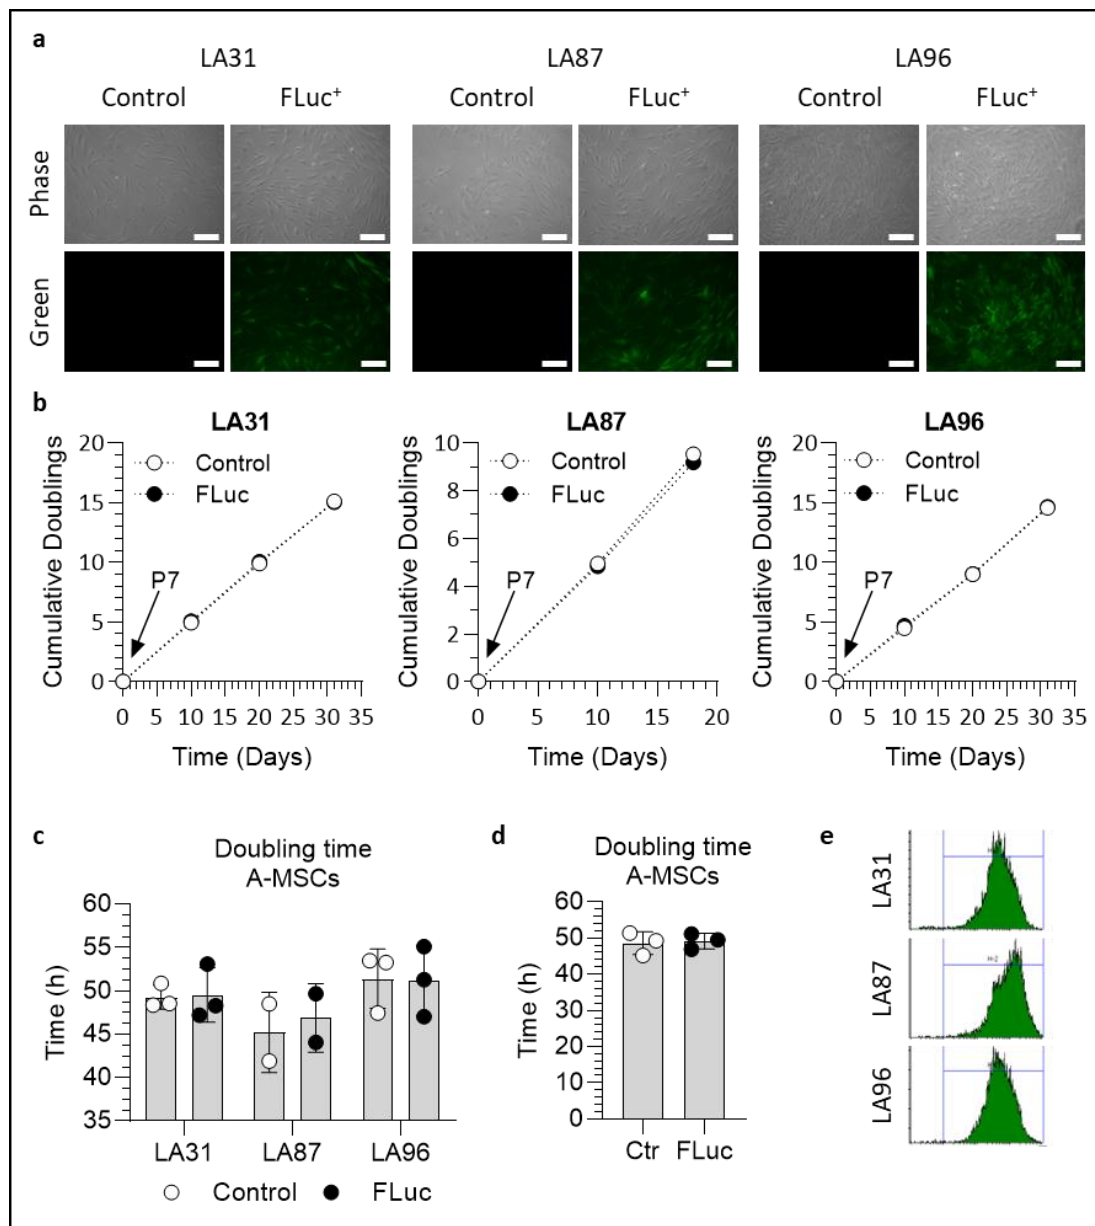 a
LA31 LA87 LA96
Control FLuc⁺ Control FLuc⁺ Control FLuc⁺
Phase
Green
b
LA31 LA87 LA96
Cumulative Doublings
20
15
10
5
0
Control
FLuc
P7
0 5 10 15 20 25 30 35
Time (Days)
Cumulative Doublings
10
8
6
4
2
0
Control
FLuc
P7
0 5 10 15 20
Time (Days)
Cumulative Doublings
20
15
10
5
0
Control
FLuc
P7
0 5 10 15 20 25 30 35
Time (Days)
c
Doubling time
A-MSCs
Time (h)
60
55
50
45
40
35
LA31 LA87 LA96
Control FLuc
d
Doubling time
A-MSCs
Time (h)
60
50
40
30
20
10
0
Ctr FLuc
e
LA31
LA87
H-2
LA96